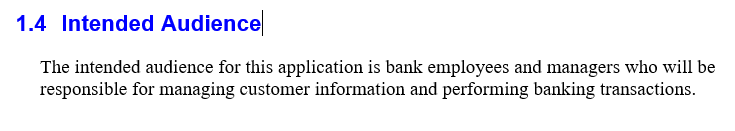 1.4 Intended Audience
The intended audience for this application is bank employees and managers who will be
responsible for managing customer information and performing banking transactions.